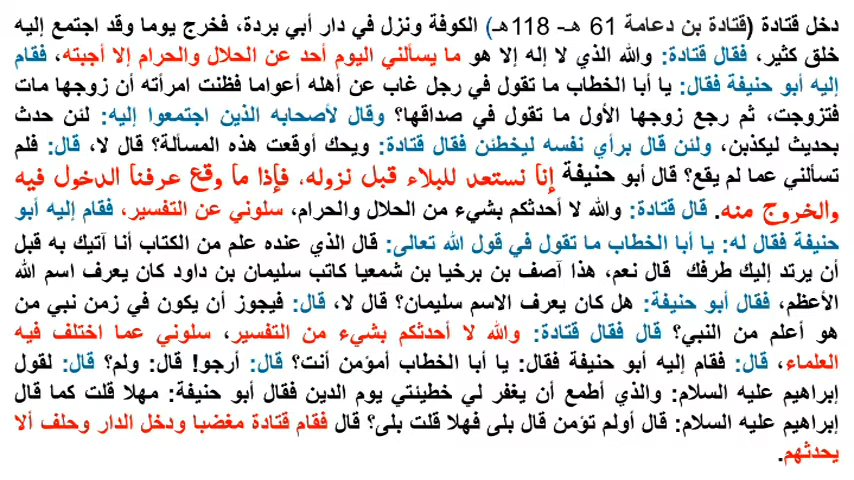 دخل قتادة (قتادة بن دعامة 61 هـ- 118هـ) الكوفة ونزل في دار أبي بردة، فخرج يوما وقد اجتمع إليه
خلق كثير، فقال قتادة: والله الذي لا إله إلا هو ما يسألني اليوم أحد عن الحلال والحرام إلا أجبته، فقام
إليه أبو حنيفة فقال: يا أبا الخطاب ما تقول في رجل غاب عن أهله أعواما فظنت امرأته أن زوجها مات
فتزوجت، ثم رجع زوجها الأول ما تقول في صداقها؟ وقال لأصحابه الذين اجتمعوا إليه: لئن حدث
بحديث ليكذبن، ولئن قال برأي نفسه ليخطئن فقال قتادة: ويحك أوقعت هذه المسألة؟ قال لا، قال: فلم
تسألني عما لم يقع؟ قال أبو حنيفة إنا نستعد للبلاء قبل نزوله، فإذا ما وقع عرفنا الدخول فيه
والخروج منه. قال قتادة: والله لا أحدثكم بشيء من الحلال والحرام، سلوني عن التفسير، فقام إليه أبو
حنيفة فقال له: يا أبا الخطاب ما تقول في قول الله تعالى: قال الذي عنده علم من الكتاب أنا آتيك به قبل
أن يرتد إليك طرفك قال نعم، هذا آصف بن برخيا بن شمعيا كاتب سليمان بن داود كان يعرف اسم الله
الأعظم، فقال أبو حنيفة: هل كان يعرف الاسم سليمان؟ قال لا، قال: فيجوز أن يكون في زمن نبي من
هو أعلم من النبي؟ قال فقال قتادة: والله لا أحدثكم بشيء من التفسير، سلوني عما اختلف فيه
العلماء، قال: فقام إليه أبو حنيفة فقال: يا أبا الخطاب أمؤمن أنت؟ قال: أرجو! قال: ولم؟ قال: لقول
إبراهيم عليه السلام: والذي أطمع أن يغفر لي خطيئتي يوم الدين فقال أبو حنيفة: مهلا قلت كما قال
إبراهيم عليه السلام: قال أولم تؤمن قال بلى فهلا قلت بلى؟ قال فقام قتادة مغضبا ودخل الدار وحلف ألا
يحدثهم.